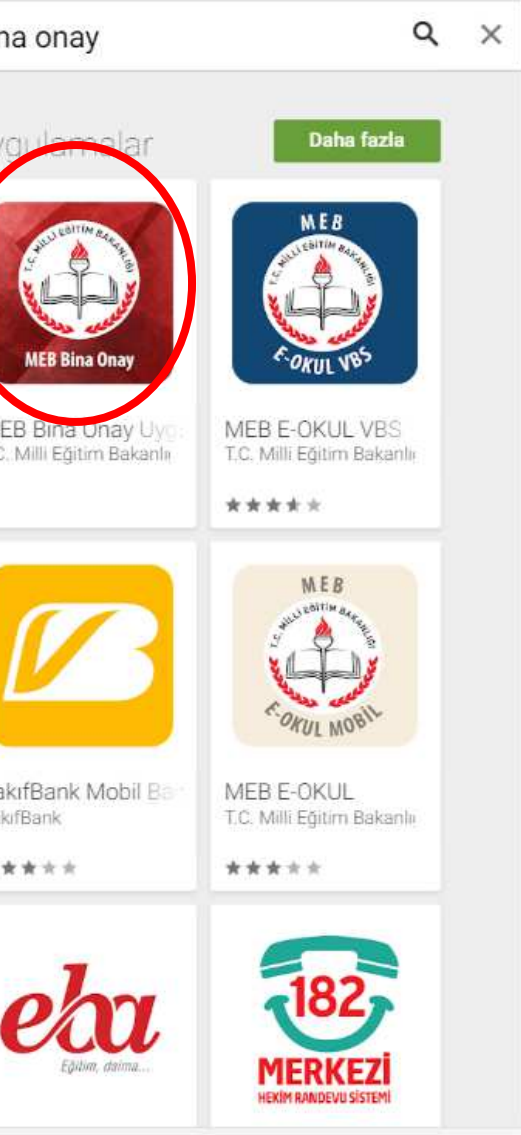 na onay
ygulamalar
Daha fazla
T.C. MİLLİ EĞİTİM BAKANLIĞI
MEB Bina Onay
MEB
T.C. MİLLİ EĞİTİM BAKANLIĞI
E-OKUL VBS
EB Bina Onay Uyg
C. Milli Eğitim Bakanlı
MEB E-OKUL VBS
T.C. Milli Eğitim Bakanlı
MEB
T.C. MİLLİ EĞİTİM BAKANLIĞI
E-OKUL MOBİL
akıfBank Mobil Ba
kıfBank
MEB E-OKUL
T.C. Milli Eğitim Bakanlı
eba
Eğitim, daima...
182
MERKEZİ
HEKİM RANDEVU SİSTEMİ